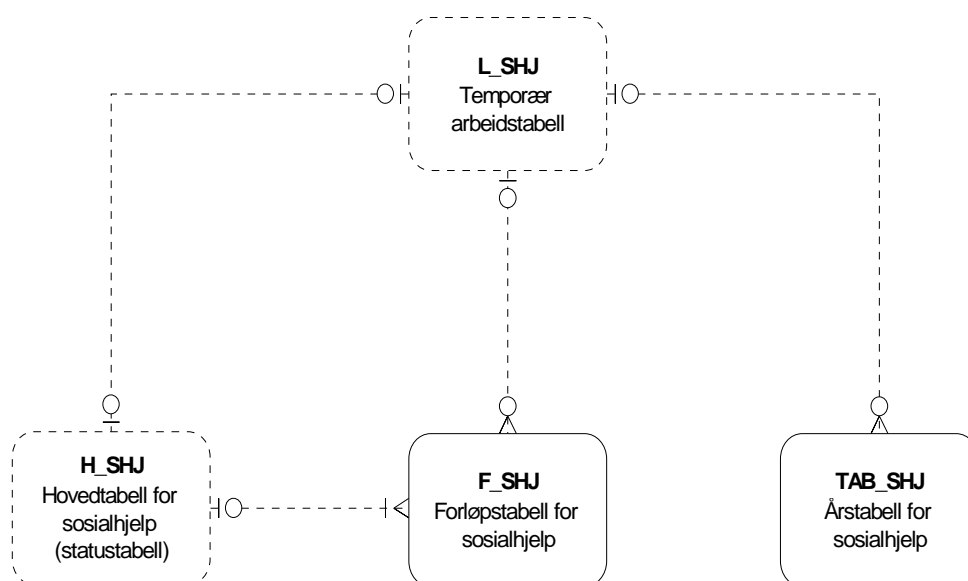 L_SHJ
Temporær
arbeidstabell
H_SHJ
Hovedtabell for
sosialhjelp
(statustabell)
F_SHJ
Forløpstabell for
sosialhjelp
TAB_SHJ
Årstabell for
sosialhjelp